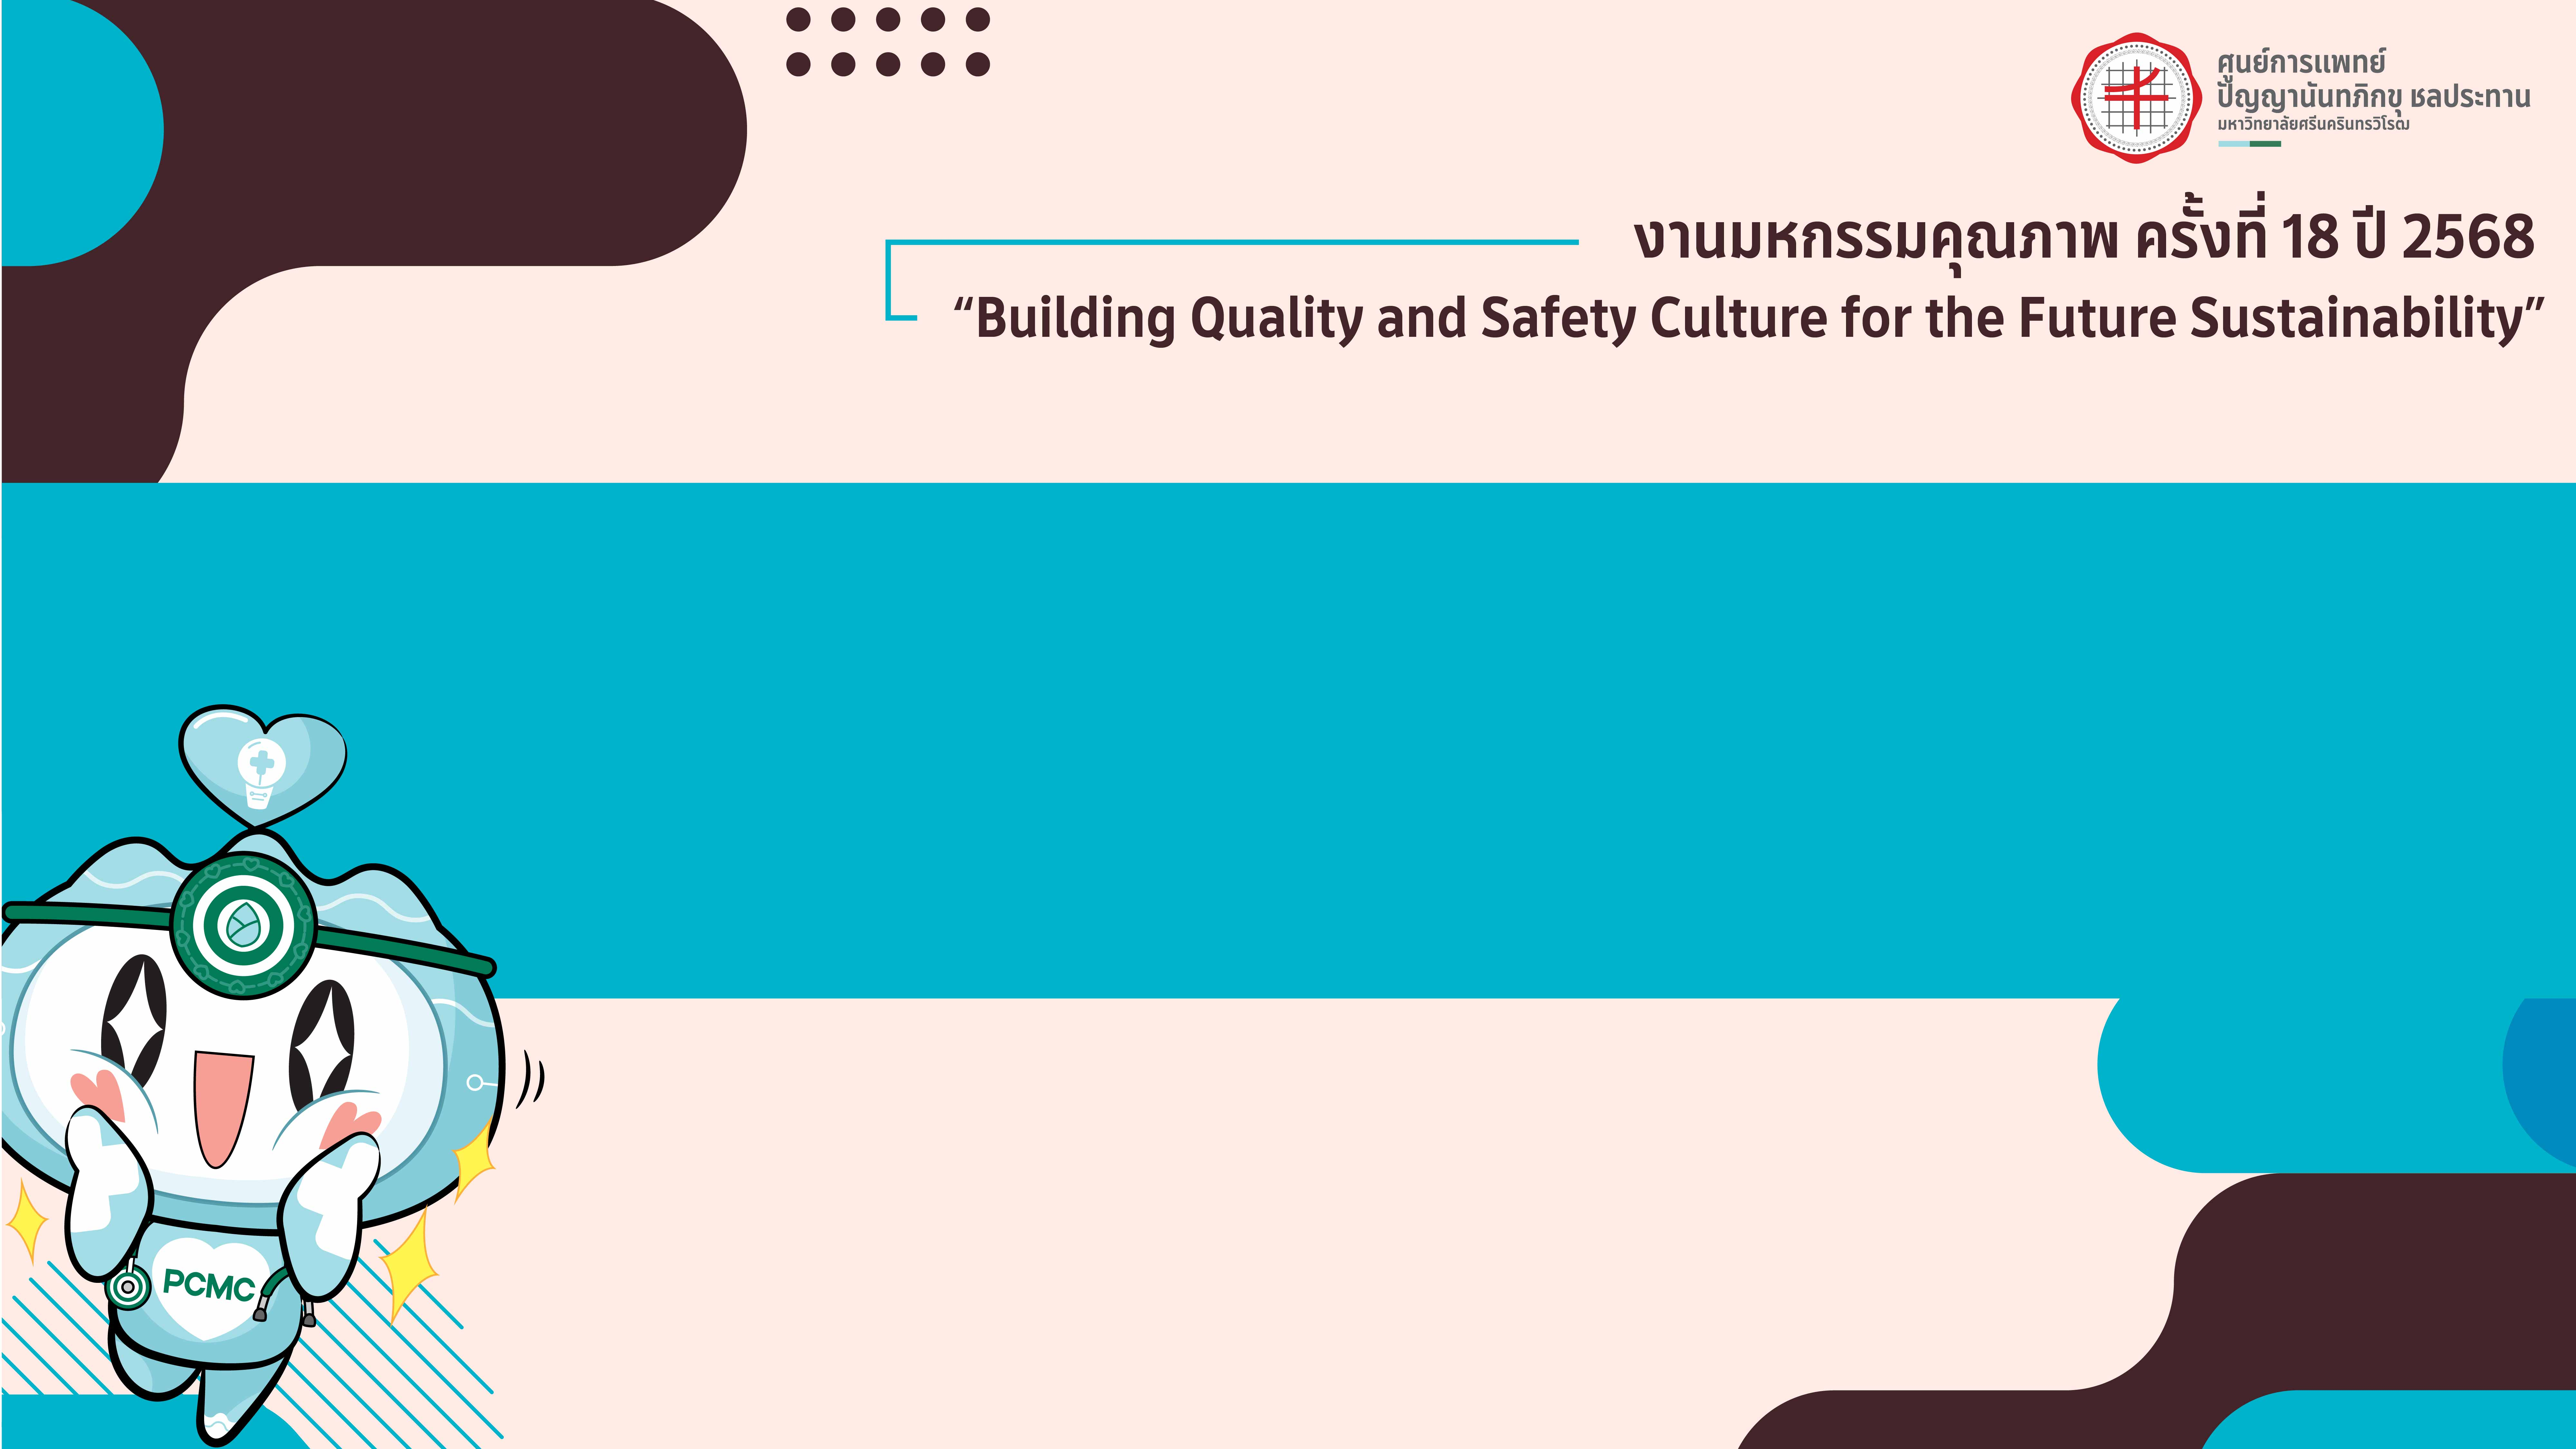 ศูนย์การแพทย์
ปัญญานันทภิกขุ ชลประทาน
มหาวิทยาลัยศรีนครินทรวิโรฒ
งานมหกรรมคุณภาพ ครั้งที่ 18 ปี 2568
“Building Quality and Safety Culture for the Future Sustainability”
PCMC